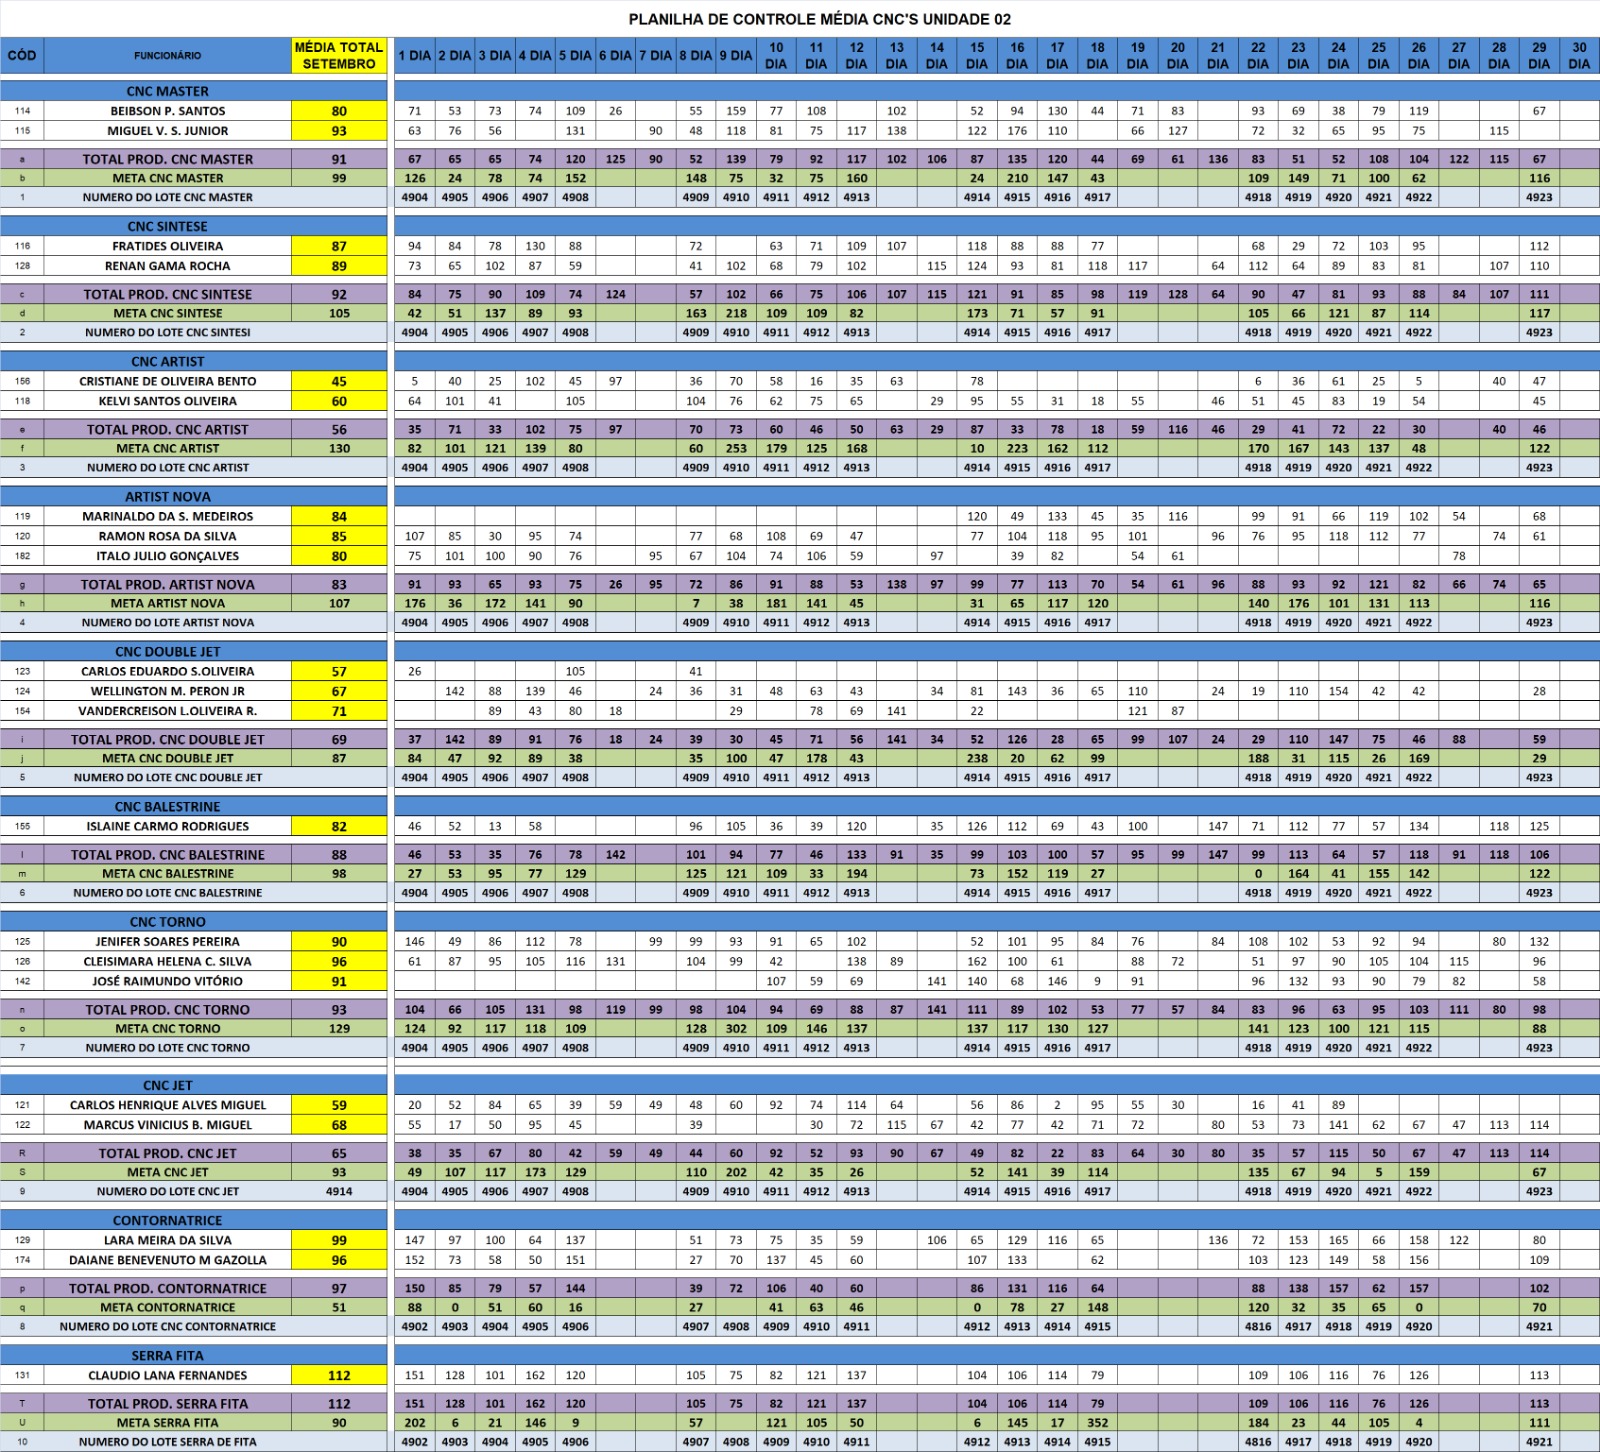 PLANILHA DE CONTROLE MÉDIA CNC'S UNIDADE 02
CÓD FUNCIONÁRIO MÉDIA TOTAL SETEMBRO 1 DIA 2 DIA 3 DIA 4 DIA 5 DIA 6 DIA 7 DIA 8 DIA 9 DIA 10 DIA 11 DIA 12 DIA 13 DIA 14 DIA 15 DIA 16 DIA 17 DIA 18 DIA 19 DIA 20 DIA 21 DIA 22 DIA 23 DIA 24 DIA 25 DIA 26 DIA 27 DIA 28 DIA 29 DIA 30 DIA
CNC MASTER
114 BEIBSON P. SANTOS 80 71 53 73 74 109 26 55 159 77 108 102 52 94 130 44 71 83 93 69 38 79 119 67
115 MIGUEL V. S. JUNIOR 93 63 76 56 131 90 48 118 81 75 117 138 122 176 110 66 127 72 32 65 95 75 115
a TOTAL PROD. CNC MASTER 91 67 65 65 74 120 125 90 52 139 79 92 117 102 106 87 135 120 44 69 61 136 83 51 52 108 104 122 115 67
b META CNC MASTER 99 126 24 78 74 152 148 75 32 75 160 24 210 147 43 109 149 71 100 62 116
1 NUMERO DO LOTE CNC MASTER 4904 4905 4906 4907 4908 4909 4910 4911 4912 4913 4914 4915 4916 4917 4918 4919 4920 4921 4922 4923
CNC SINTESE
116 FRATIDES OLIVEIRA 87 94 84 78 130 88 72 63 71 109 107 118 88 88 77 68 29 72 103 95 112
128 RENAN GAMA ROCHA 89 73 65 102 87 59 41 102 68 79 102 115 124 93 81 118 117 64 112 64 89 83 81 107 110
c TOTAL PROD. CNC SINTESE 92 84 75 90 109 74 124 57 102 66 75 106 107 115 121 91 85 98 119 128 64 90 47 81 93 88 84 107 111
d META CNC SINTESE 105 42 51 137 89 93 163 218 109 109 82 173 71 57 91 105 66 121 87 114 117
2 NUMERO DO LOTE CNC SINTESI 4904 4905 4906 4907 4908 4909 4910 4911 4912 4913 4914 4915 4916 4917 4918 4919 4920 4921 4922 4923
CNC ARTIST
156 CRISTIANE DE OLIVEIRA BENTO 45 5 40 25 102 45 97 36 70 58 16 35 63 78 6 36 61 25 5 40 47
118 KELVI SANTOS OLIVEIRA 60 64 101 41 105 104 76 62 75 65 29 95 55 31 18 55 46 51 45 83 19 54 45
e TOTAL PROD. CNC ARTIST 56 35 71 33 102 75 97 70 73 60 46 50 63 29 87 33 78 18 59 116 46 29 41 72 22 30 40 46
f META CNC ARTIST 130 82 101 121 139 80 60 253 179 125 168 10 223 162 112 170 167 143 137 48 122
3 NUMERO DO LOTE CNC ARTIST 4904 4905 4906 4907 4908 4909 4910 4911 4912 4913 4914 4915 4916 4917 4918 4919 4920 4921 4922 4923
ARTIST NOVA
119 MARINALDO DA S. MEDEIROS 84 120 49 133 45 35 116 99 91 66 119 102 54 68
120 RAMON ROSA DA SILVA 85 107 85 30 95 74 77 68 108 69 47 77 104 118 95 101 96 76 95 118 112 77 74 61
182 ITALO JULIO GONÇALVES 80 75 101 100 90 76 95 67 104 74 106 59 97 39 82 54 61 78
g TOTAL PROD. ARTIST NOVA 83 91 93 65 93 75 26 95 72 86 91 88 53 138 97 99 77 113 70 54 61 96 88 93 92 121 82 66 74 65
h META ARTIST NOVA 107 176 36 172 141 90 7 38 181 141 45 31 65 117 120 140 176 101 131 113 116
4 NUMERO DO LOTE ARTIST NOVA 4904 4905 4906 4907 4908 4909 4910 4911 4912 4913 4914 4915 4916 4917 4918 4919 4920 4921 4922 4923
CNC DOUBLE JET
123 CARLOS EDUARDO S.OLIVEIRA 57 26 105 41
124 WELLINGTON M. PERON JR 67 142 88 139 46 24 36 31 48 63 43 34 81 143 36 65 110 24 19 110 154 42 42 28
154 VANDERCREISON L.OLIVEIRA R. 71 89 43 80 18 29 78 69 141 22 121 87
i TOTAL PROD. CNC DOUBLE JET 69 37 142 89 91 76 18 24 39 30 45 71 56 141 34 52 126 28 65 99 107 24 29 110 147 75 46 88 59
j META CNC DOUBLE JET 87 84 47 92 89 38 35 100 47 178 43 238 20 62 99 188 31 115 26 169 29
5 NUMERO DO LOTE CNC DOUBLE JET 4904 4905 4906 4907 4908 4909 4910 4911 4912 4913 4914 4915 4916 4917 4918 4919 4920 4921 4922 4923
CNC BALESTRINE
155 ISLAINE CARMO RODRIGUES 82 46 52 13 58 96 105 36 39 120 35 126 112 69 43 100 147 71 112 77 57 134 118 125
l TOTAL PROD. CNC BALESTRINE 88 46 53 35 76 78 142 101 94 77 46 133 91 35 99 103 100 57 95 99 147 99 113 64 57 118 91 118 106
m META CNC BALESTRINE 98 27 53 95 77 129 125 121 109 33 194 73 152 119 27 0 164 41 155 142 122
6 NUMERO DO LOTE CNC BALESTRINE 4904 4905 4906 4907 4908 4909 4910 4911 4912 4913 4914 4915 4916 4917 4918 4919 4920 4921 4922 4923
CNC TORNO
125 JENIFER SOARES PEREIRA 90 146 49 86 112 78 99 99 93 91 65 102 52 101 95 84 76 84 108 102 53 92 94 80 132
126 CLEISIMARA HELENA C. SILVA 96 61 87 95 105 116 131 104 99 42 138 89 162 100 61 88 72 51 97 90 105 104 115 96
142 JOSÉ RAIMUNDO VITÓRIO 91 107 59 69 141 140 68 146 9 91 96 132 93 90 79 82 58
n TOTAL PROD. CNC TORNO 93 104 66 105 131 98 119 99 98 104 94 69 88 87 141 111 89 102 53 77 57 84 83 96 63 95 103 111 80 98
o META CNC TORNO 129 124 92 117 118 109 128 302 109 146 137 137 117 130 127 141 123 100 121 115 88
7 NUMERO DO LOTE CNC TORNO 4904 4905 4906 4907 4908 4909 4910 4911 4912 4913 4914 4915 4916 4917 4918 4919 4920 4921 4922 4923
CNC JET
121 CARLOS HENRIQUE ALVES MIGUEL 59 20 52 84 65 39 59 49 48 60 92 74 114 64 56 86 2 95 55 30 16 41 89
122 MARCUS VINICIUS B. MIGUEL 68 55 17 50 95 45 39 30 72 115 67 42 77 42 71 72 80 53 73 141 62 67 47 113 114
R TOTAL PROD. CNC JET 65 38 35 67 80 42 59 49 44 60 92 52 93 90 67 49 82 22 83 64 30 80 35 57 115 50 67 47 113 114
S META CNC JET 93 49 107 117 173 129 110 202 42 35 26 52 141 39 114 135 67 94 5 159 67
9 NUMERO DO LOTE CNC JET 4914 4904 4905 4906 4907 4908 4909 4910 4911 4912 4913 4914 4915 4916 4917 4918 4919 4920 4921 4922 4923
CONTORNATRICE
129 LARA MEIRA DA SILVA 99 147 97 100 64 137 51 73 75 35 59 106 65 129 116 65 136 72 153 165 66 158 122 80
174 DAIANE BENEVENUTO M GAZOLLA 96 152 73 58 50 151 27 70 137 45 60 107 133 62 103 123 149 58 156 109
p TOTAL PROD. CONTORNATRICE 97 150 85 79 57 144 39 72 106 40 60 86 131 116 64 88 138 157 62 157 102
q META CONTORNATRICE 51 88 0 51 60 16 27 41 63 46 0 78 27 148 120 32 35 65 0 70
8 NUMERO DO LOTE CNC CONTORNATRICE 4902 4903 4904 4905 4906 4907 4908 4909 4910 4911 4912 4913 4914 4915 4816 4917 4918 4919 4920 4921
SERRA FITA
131 CLAUDIO LANA FERNANDES 112 151 128 101 162 120 105 75 82 121 137 104 106 114 79 109 106 116 76 126 113
T TOTAL PROD. SERRA FITA 112 151 128 101 162 120 105 75 82 121 137 104 106 114 79 109 106 116 76 126 113
U META SERRA FITA 90 202 6 21 146 9 57 121 105 50 6 145 17 352 184 23 44 105 4 111
10 NUMERO DO LOTE SERRA DE FITA 4902 4903 4904 4905 4906 4907 4908 4909 4910 4911 4912 4913 4914 4915 4816 4917 4918 4919 4920 4921